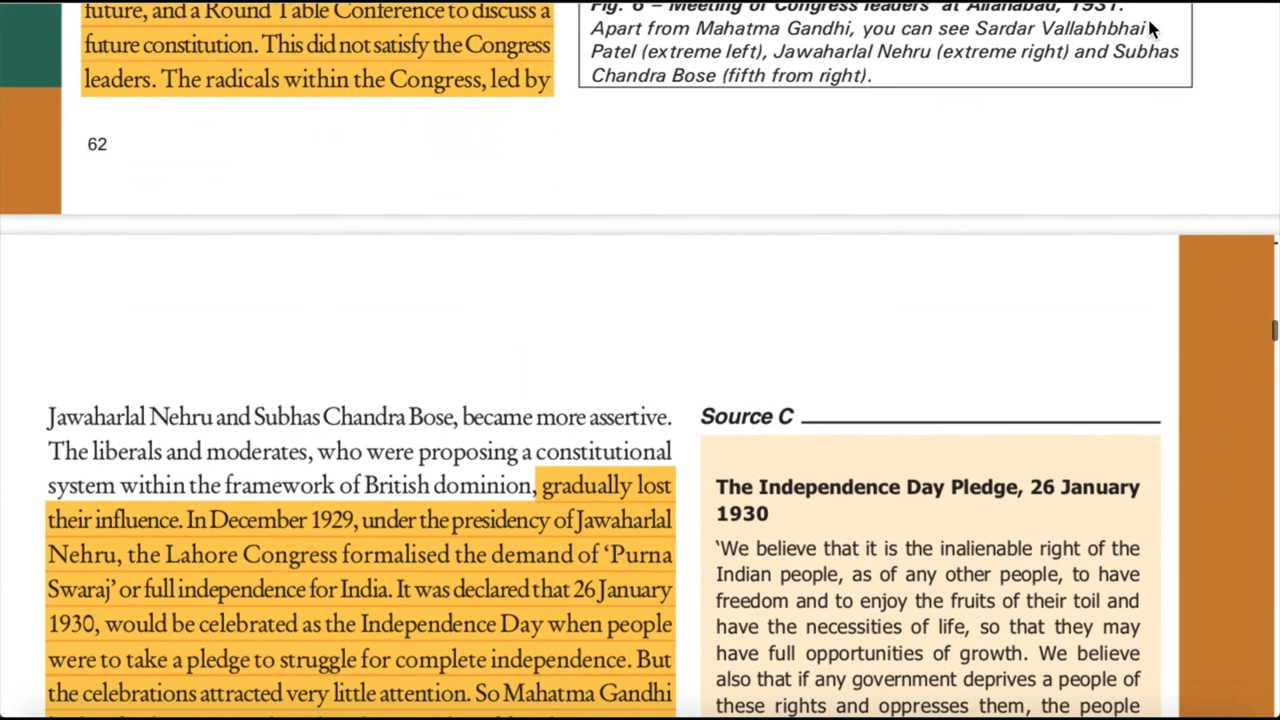 future, and a Round Table Conference to discuss a
future constitution. This did not satisfy the Congress
leaders. The radicals within the Congress, led by
Fig. 6 – Meeting of Congress leaders at Allahabad, 1931.
Apart from Mahatma Gandhi, you can see Sardar Vallabhbhai
Patel (extreme left), Jawaharlal Nehru (extreme right) and Subhas
Chandra Bose (fifth from right).
62
Jawaharlal Nehru and Subhas Chandra Bose, became more assertive.
The liberals and moderates, who were proposing a constitutional
system within the framework of British dominion, gradually lost
their influence. In December 1929, under the presidency of Jawaharlal
Nehru, the Lahore Congress formalised the demand of ‘Purna
Swaraj’ or full independence for India. It was declared that 26 January
1930, would be celebrated as the Independence Day when people
were to take a pledge to struggle for complete independence. But
the celebrations attracted very little attention. So Mahatma Gandhi
Source C
The Independence Day Pledge, 26 January
1930
‘We believe that it is the inalienable right of the
Indian people, as of any other people, to have
freedom and to enjoy the fruits of their toil and
have the necessities of life, so that they may
have full opportunities of growth. We believe
also that if any government deprives a people of
these rights and oppresses them, the people